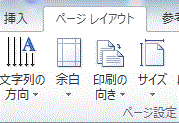 挿入 ページ レイアウト 参考
文字列の 余白 印刷の サイズ
方向 向き
ページ設定